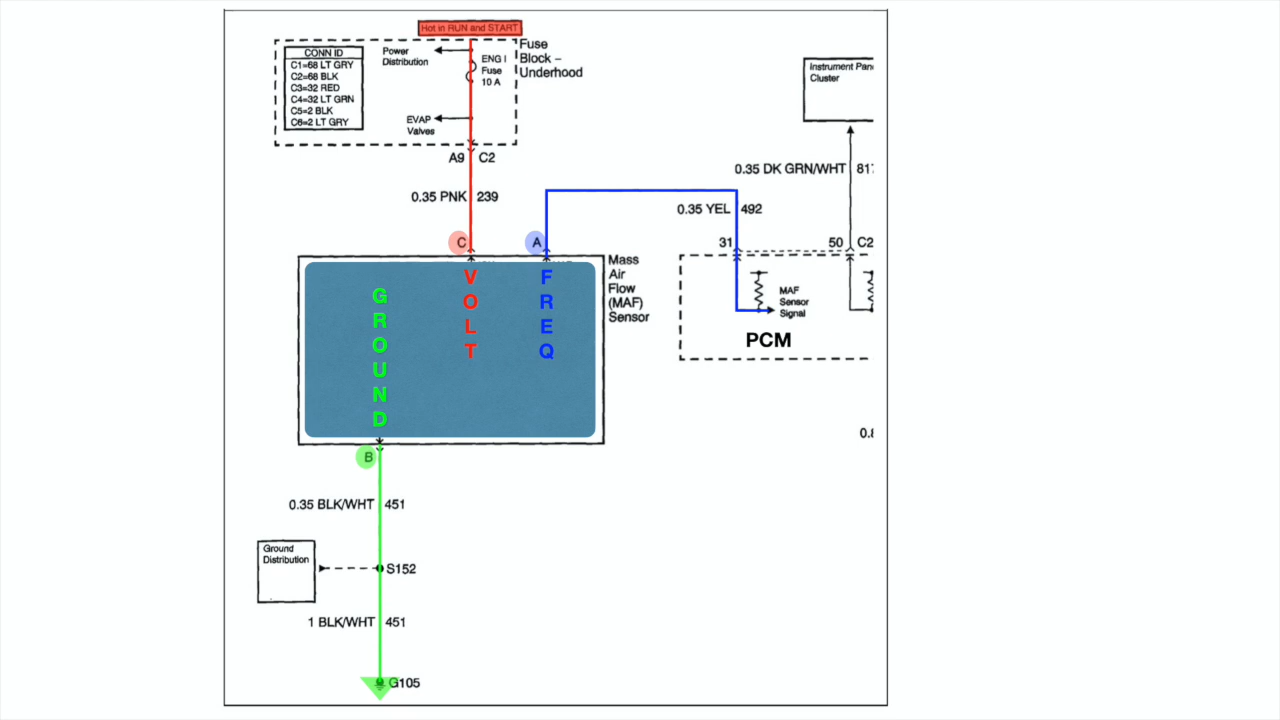 Hot in RUN and START
Fuse
Block –
Underhood
CONN ID
C1=68 LT GRY
C2=68 BLK
C3=32 RED
C4=32 LT GRN
C5=2 BLK
C6=2 LT GRY
Power
Distribution
ENG I
Fuse
10 A
EVAP
Valves
A9 C2
0.35 PNK 239
Cluster
0.35 DK GRN/WHT
0.35 YEL 492
C
A
31
50 C2
Mass
Air
Flow
(MAF)
Sensor
GROUND
VOLT
FREQ
MAF
Sensor
Signal
PCM
B
0.35 BLK/WHT 451
Ground
Distribution
S152
1 BLK/WHT 451
G105
Instrument